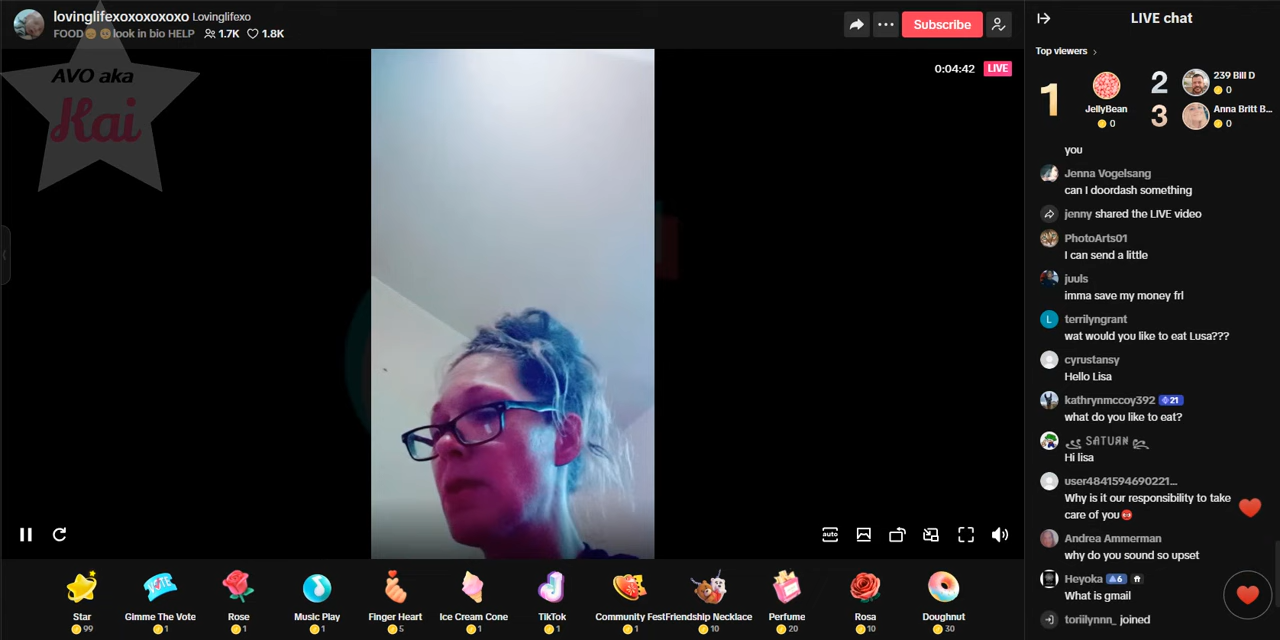 lovinglifexoxoxoxoxo Lovinglifexo
FOOD😞😞look in bio HELP 1.7K 1.8K
Subscribe
AVO aka
Kai
0:04:42 LIVE
LIVE chat
Top viewers
1
JellyBean
0
2
239 Bill D
0
3
Anna Britt B...
0
you
Jenna Vogelsang
can I doordash something
jenny shared the LIVE video
PhotoArts01
I can send a little
juuls
imma save my money frl
L terrilyngrant
wat would you like to eat Lusa???
cyrustansy
Hello Lisa
kathrynmccoy392 21
what do you like to eat?
SATURN
Hi lisa
user4841594690221...
Why is it our responsibility to take
care of you
Andrea Ammerman
why do you sound so upset
Heyoka 6
What is gmail
toriilynnn_ joined
auto
Star
99
VOTE
Gimme The Vote
1
Rose
1
Music Play
1
Finger Heart
5
Ice Cream Cone
1
TikTok
1
Community Fest
1
Friendship Necklace
10
Perfume
20
Rosa
10
Doughnut
30